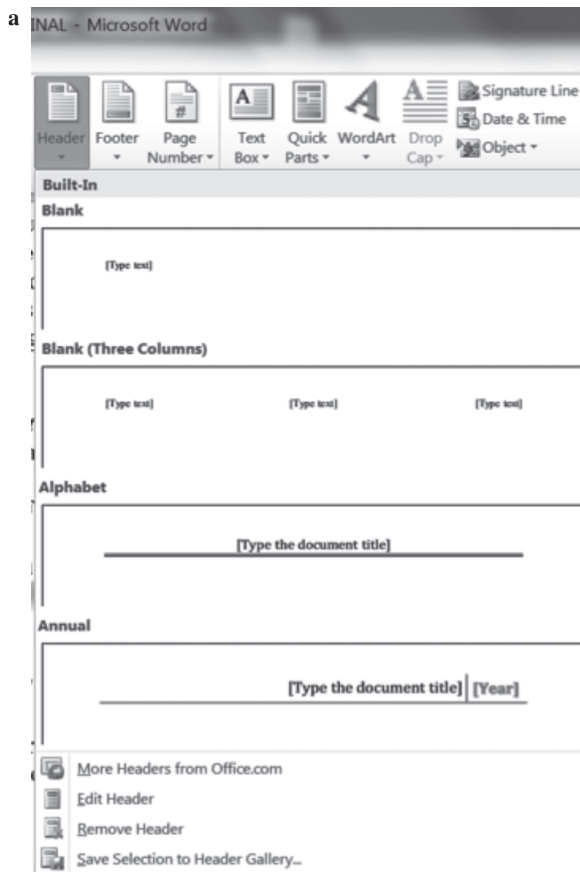 a
INAL - Microsoft Word
Header
Footer
Page
Number
Text
Box
Quick
Parts
WordArt
Drop
Cap
Signature Line
Date & Time
Object
Built-In
Blank
[Type text]
Blank (Three Columns)
[Type text] [Type text] [Type text]
Alphabet
[Type the document title]
Annual
[Type the document title] [Year]
More Headers from Office.com
Edit Header
Remove Header
Save Selection to Header Gallery...